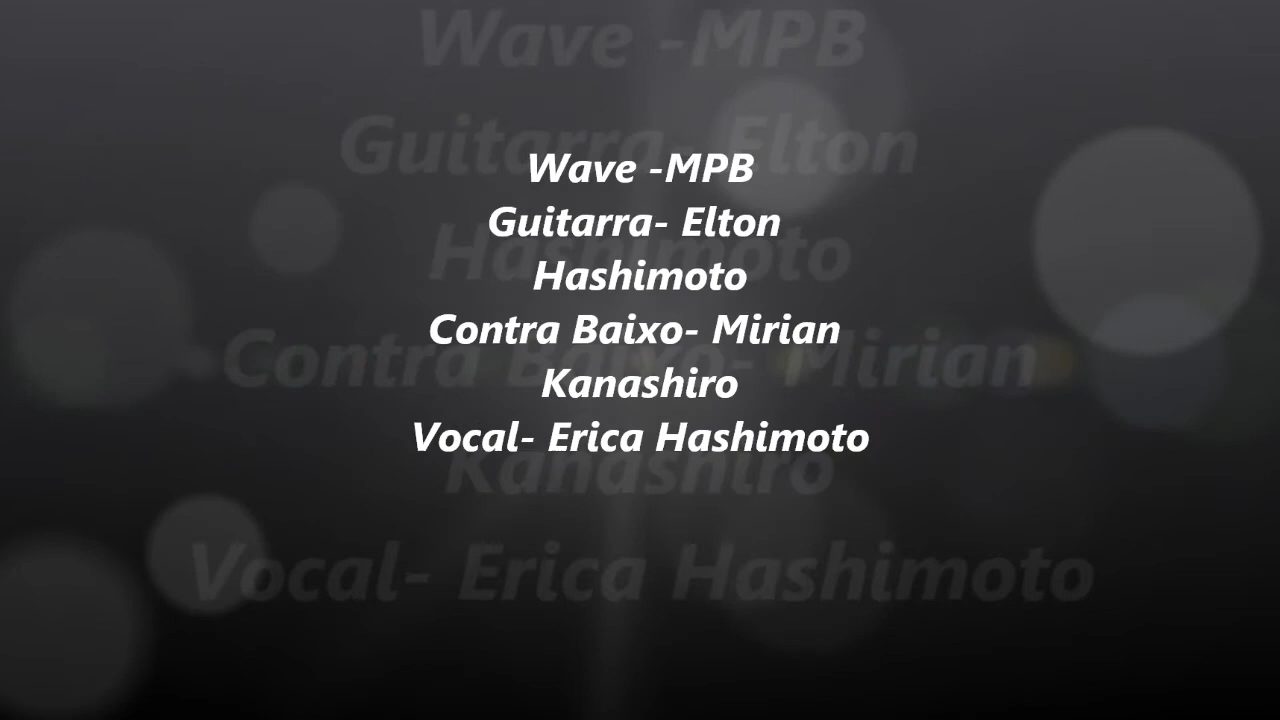 Wave -MPB
Guitarra- Elton
Hashimoto
Contra Baixo- Mirian
Kanashiro
Vocal- Erica Hashimoto